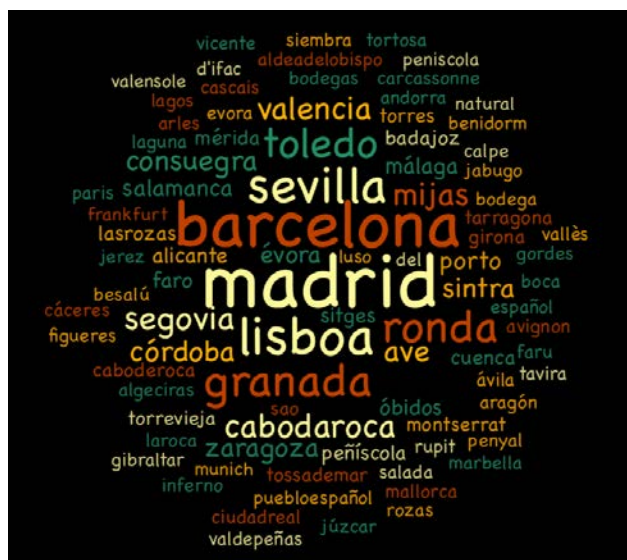 vicente siembra tortosa
d'ifac aldeadelobispo peniscola
valensole cascais bodegas carcassonne
lagos evora valencia andorra natural
arles torres benidorm
laguna mérida toledo badajoz calpe
consuegra málaga jabugo
paris salamanca sevilla mijas bodega
frankfurt barcelona tarragona
lasrozas girona vallès
jerez alicante évora luso del porto gordes
faro madrid sintra boca
besalú español
cáceres segovia sitges ronda avignon
figueres córdoba lisboa ave cuenca faru
caboderoca granada ávila tavira
algeciras sao óbidos aragón
torrevieja cabodaroca montserrat
laroca zaragoza peñíscola rupit penyal
gibraltar munich tossademar salada marbella
inferno puebloespañol mallorca
ciudadreal júzcar rozas
valdepeñas